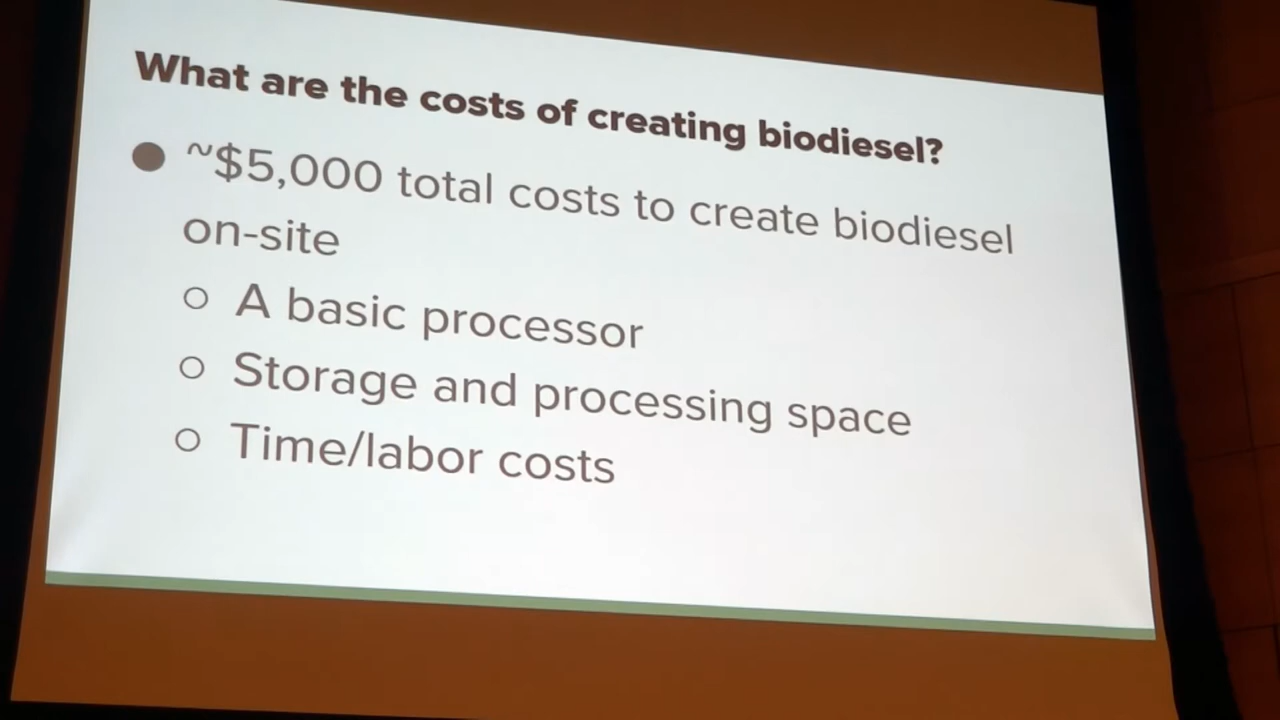 What are the costs of creating biodiesel?
● ~$5,000 total costs to create biodiesel
on-site
○ A basic processor
○ Storage and processing space
○ Time/labor costs